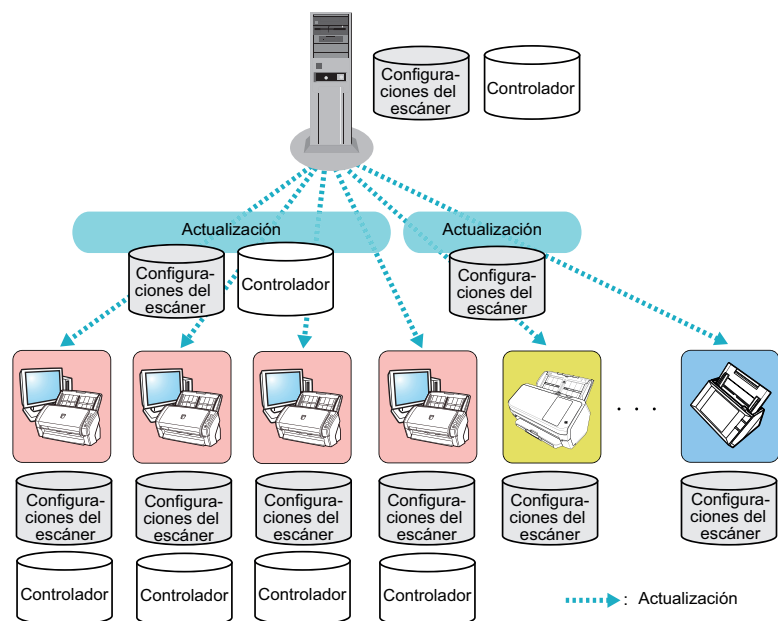 Configura-
ciones del
escáner
Controlador
Actualización
Actualización
Configura-
ciones del
escáner
Controlador
Configura-
ciones del
escáner
. . .
Configura-
ciones del
escáner
Configura-
ciones del
escáner
Configura-
ciones del
escáner
Configura-
ciones del
escáner
Configura-
ciones del
escáner
Configura-
ciones del
escáner
Controlador
Controlador
Controlador
Controlador
: Actualización